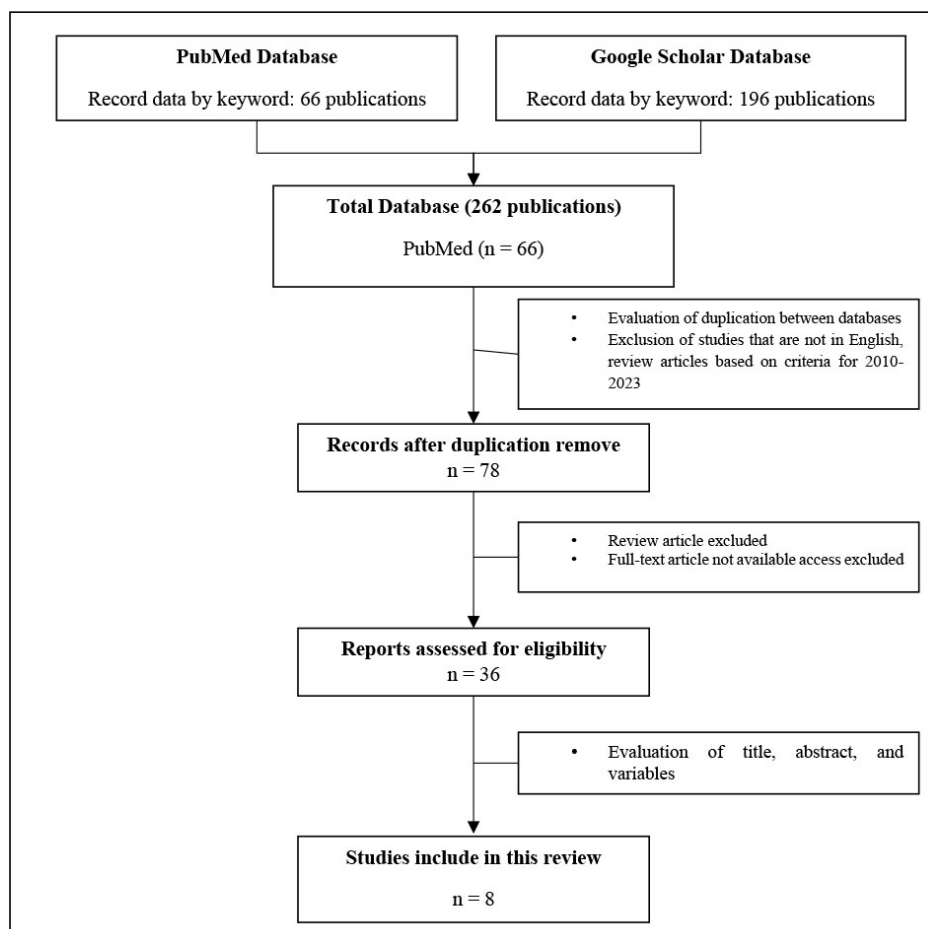 PubMed Database
Record data by keyword: 66 publications
Google Scholar Database
Record data by keyword: 196 publications
Total Database (262 publications)
PubMed (n = 66)
• Evaluation of duplication between databases
• Exclusion of studies that are not in English,
review articles based on criteria for 2010-
2023
Records after duplication remove
n = 78
• Review article excluded
• Full-text article not available access excluded
Reports assessed for eligibility
n = 36
• Evaluation of title, abstract, and
variables
Studies include in this review
n = 8